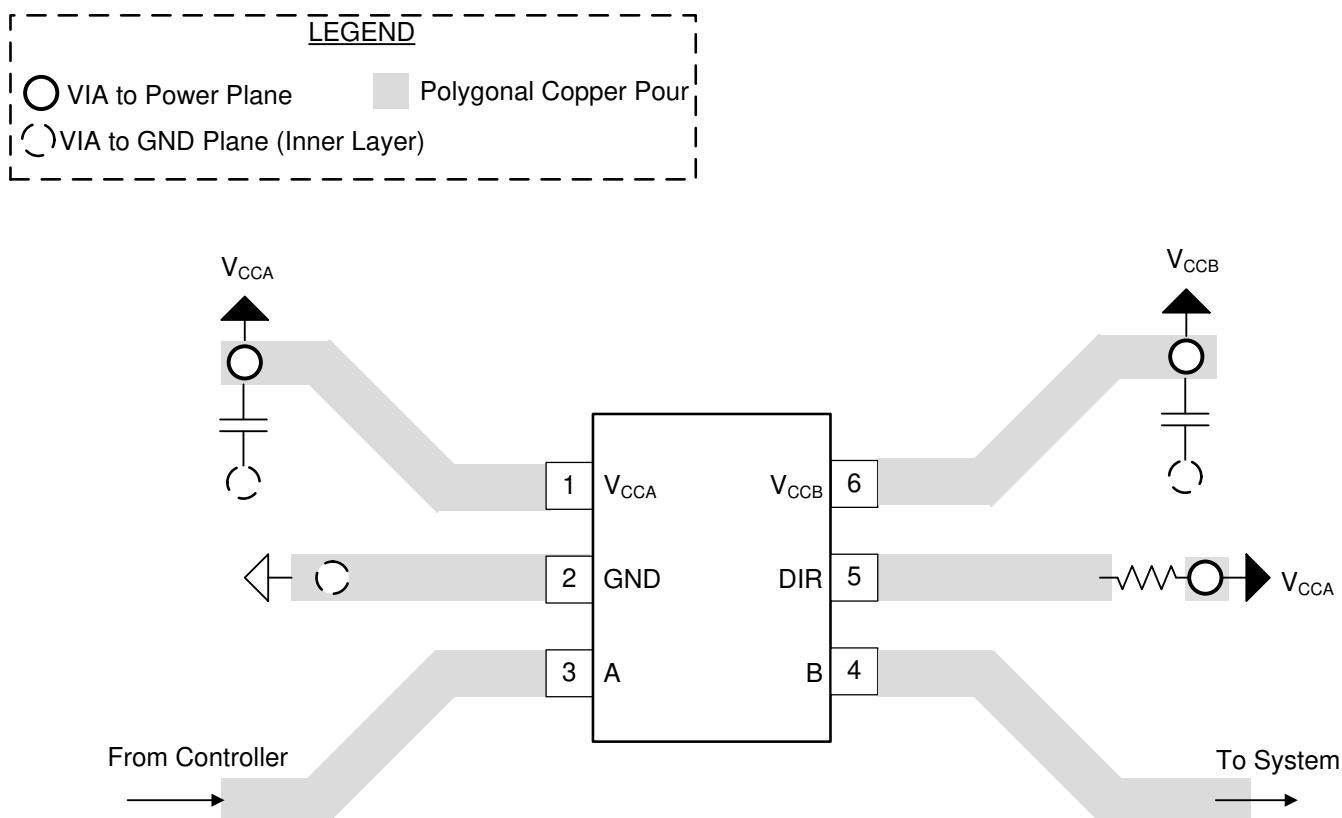 LEGEND
VIA to Power Plane
Polygonal Copper Pour
VIA to GND Plane (Inner Layer)
VCCA
VCCB
1 VCCA
VCCB 6
2 GND
DIR 5
VCCA
3 A
B 4
From Controller
To System